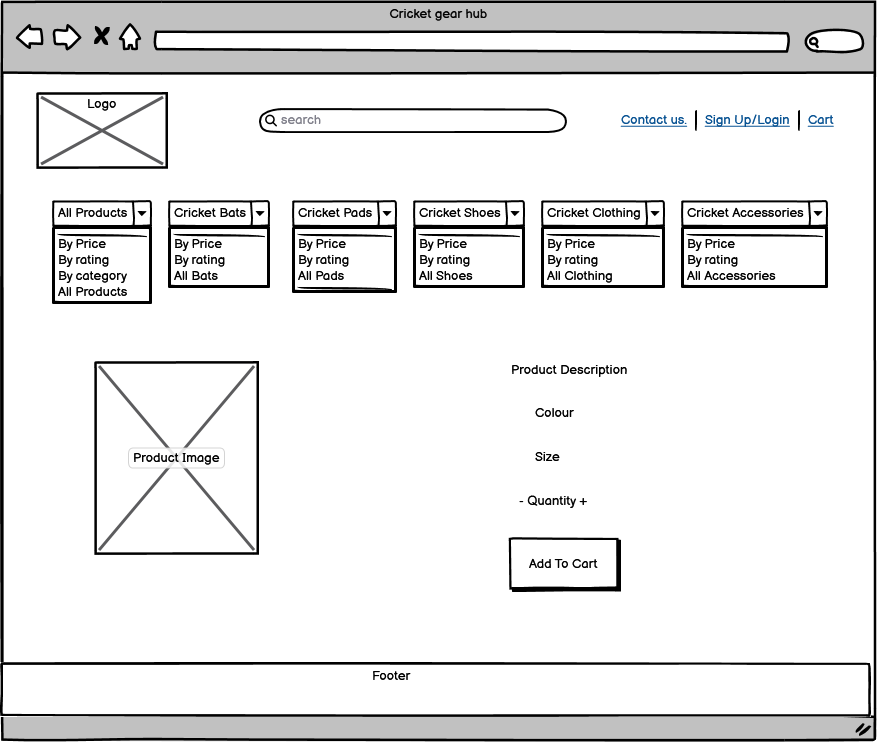 Cricket gear hub
Logo
search
Contact us.
Sign Up/Login
Cart
All Products
By Price
By rating
By category
All Products
Cricket Bats
By Price
By rating
All Bats
Cricket Pads
By Price
By rating
All Pads
Cricket Shoes
By Price
By rating
All Shoes
Cricket Clothing
By Price
By rating
All Clothing
Cricket Accessories
By Price
By rating
All Accessories
Product Image
Product Description
Colour
Size
- Quantity +
Add To Cart
Footer